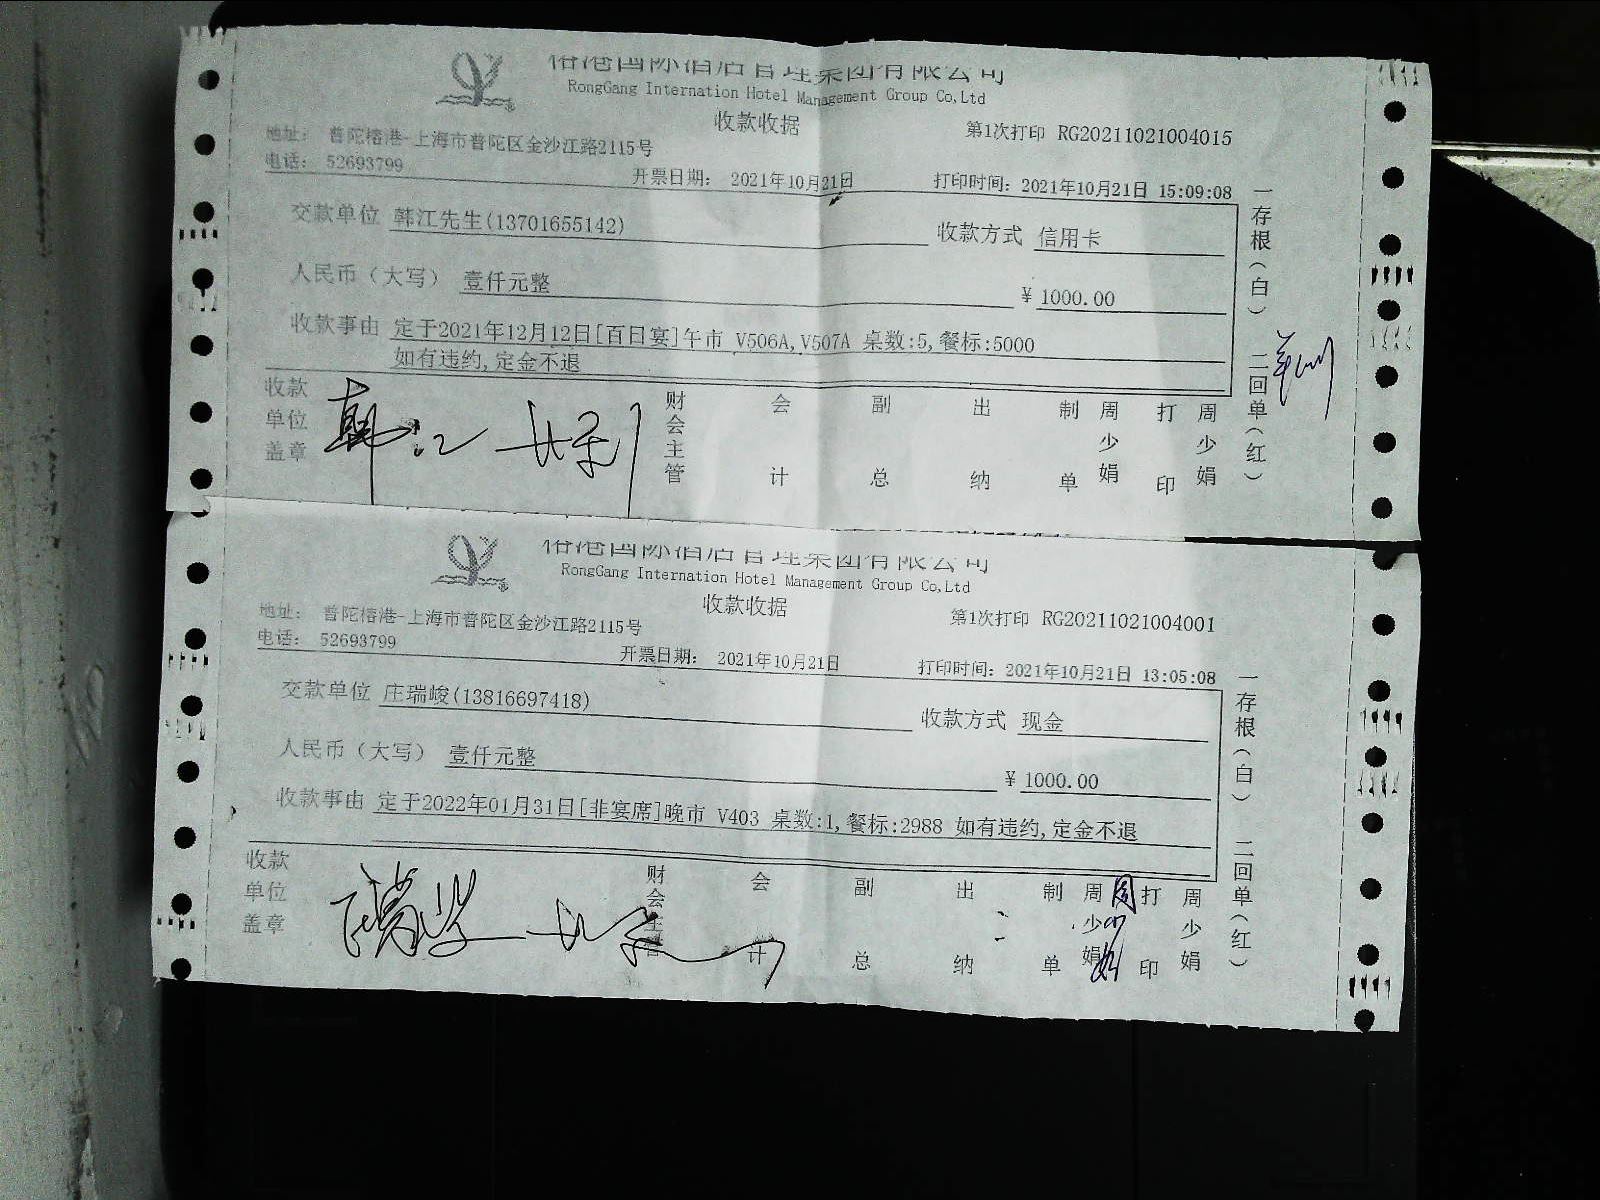 榕港国际酒店管理集团有限公司
RongGang Internation Hotel Management Group Co,Ltd
收款收据
第1次打印 RG20211021004015
地址： 普陀榕港-上海市普陀区金沙江路2115号
电话： 52693799
开票日期： 2021年10月21日
打印时间：2021年10月21日 15:09:08
交款单位 韩江先生(13701655142)
收款方式 信用卡
人民币（大写） 壹仟元整
¥ 1000.00
收款事由 定于2021年12月12日[百日宴]午市 V506A,V507A 桌数:5,餐标:5000
如有违约,定金不退
收款单位盖章
韩江
财会主管 会计 副总 出纳 制单 周少娟 打印 周少娟
一存根（白） 二回单（红）
榕港国际酒店管理集团有限公司
RongGang Internation Hotel Management Group Co,Ltd
收款收据
第1次打印 RG20211021004001
地址： 普陀榕港-上海市普陀区金沙江路2115号
电话： 52693799
开票日期： 2021年10月21日
打印时间：2021年10月21日 13:05:08
交款单位 庄瑞峻(13816697418)
收款方式 现金
人民币（大写） 壹仟元整
¥ 1000.00
收款事由 定于2022年01月31日[非宴席]晚市 V403 桌数:1,餐标:2988 如有违约,定金不退
收款单位盖章
财会主管 会计 副总 出纳 制单 周少娟 打印 周少娟
一存根（白） 二回单（红）